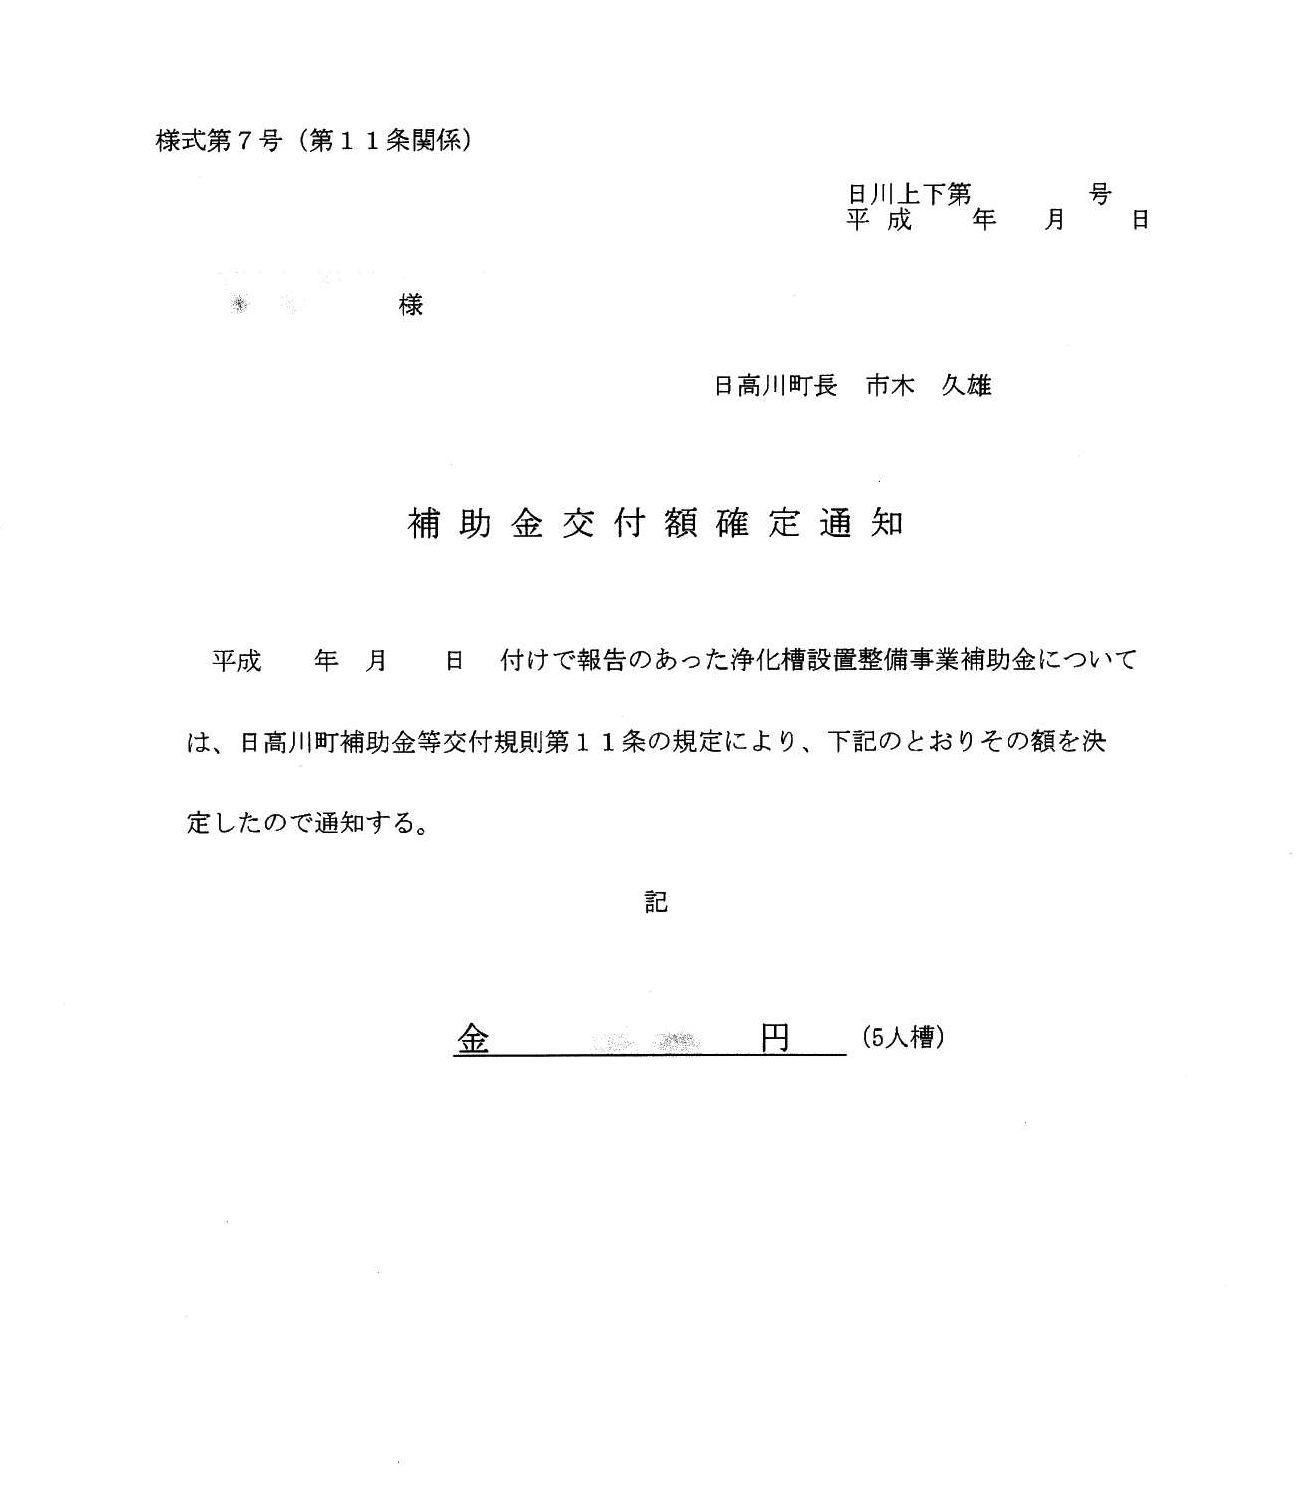 様式第７号（第１１条関係）
日川上下第　　　号
平 成　　年　　月　　日
様
日高川町長　市木　久雄
補助金交付額確定通知
平成　　年　月　　日　付けで報告のあった浄化槽設置整備事業補助金について
は、日高川町補助金等交付規則第１１条の規定により、下記のとおりその額を決
定したので通知する。
記
金　　　　　　円　（5人槽）